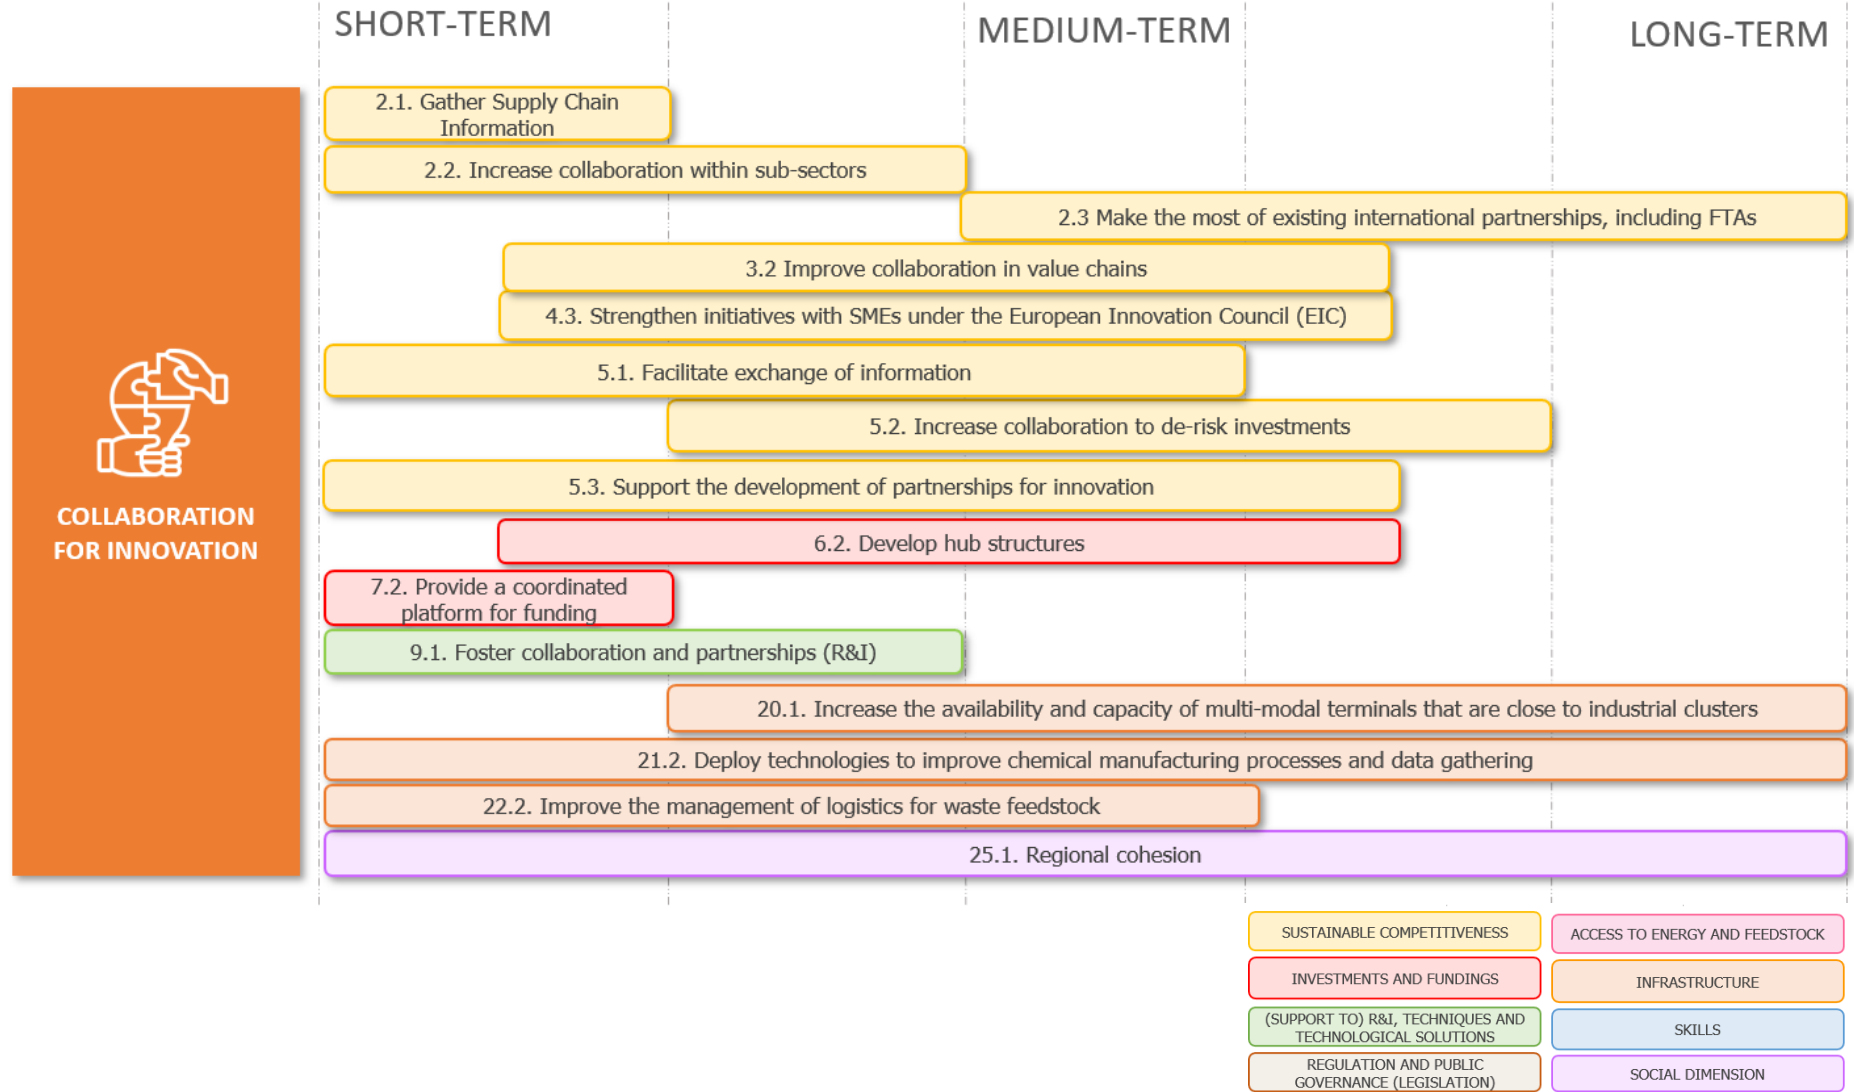 SHORT-TERM
MEDIUM-TERM
LONG-TERM
2.1. Gather Supply Chain
Information
2.2. Increase collaboration within sub-sectors
2.3 Make the most of existing international partnerships, including FTAs
3.2 Improve collaboration in value chains
4.3. Strengthen initiatives with SMEs under the European Innovation Council (EIC)
5.1. Facilitate exchange of information
5.2. Increase collaboration to de-risk investments
5.3. Support the development of partnerships for innovation
COLLABORATION
FOR INNOVATION
6.2. Develop hub structures
7.2. Provide a coordinated
platform for funding
9.1. Foster collaboration and partnerships (R&I)
20.1. Increase the availability and capacity of multi-modal terminals that are close to industrial clusters
21.2. Deploy technologies to improve chemical manufacturing processes and data gathering
22.2. Improve the management of logistics for waste feedstock
25.1. Regional cohesion
SUSTAINABLE COMPETITIVENESS
ACCESS TO ENERGY AND FEEDSTOCK
INVESTMENTS AND FUNDINGS
INFRASTRUCTURE
(SUPPORT TO) R&I, TECHNIQUES AND
TECHNOLOGICAL SOLUTIONS
SKILLS
REGULATION AND PUBLIC
GOVERNANCE (LEGISLATION)
SOCIAL DIMENSION